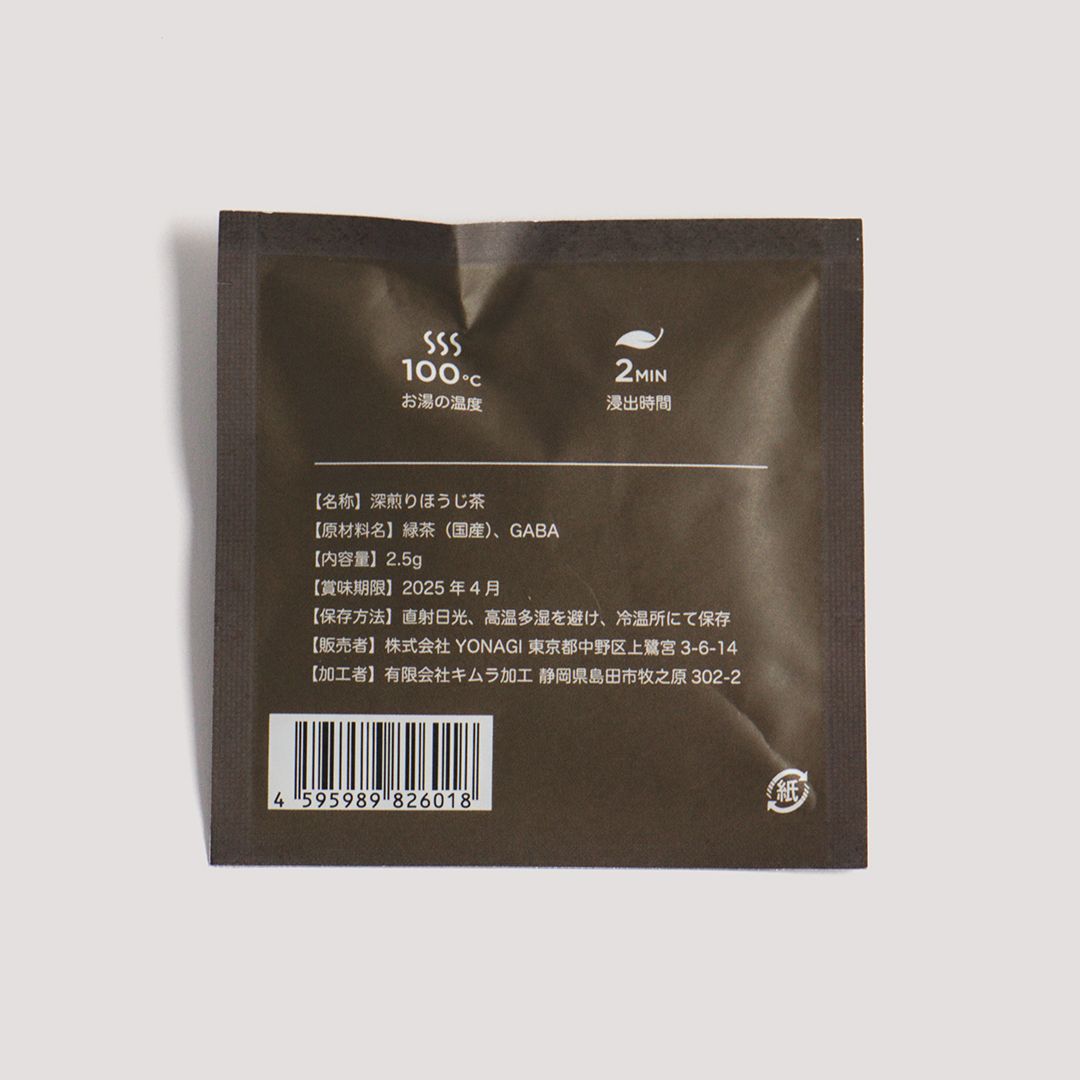 100℃ 2MIN
お湯の温度 浸出時間
【名称】深煎りほうじ茶
【原材料名】緑茶（国産）、GABA
【内容量】2.5g
【賞味期限】2025年4月
【保存方法】直射日光、高温多湿を避け、冷温所にて保存
【販売者】株式会社 YONAGI 東京都中野区上鷺宮 3-6-14
【加工者】有限会社キムラ加工 静岡県島田市牧之原 302-2
4 595989 826018
紙